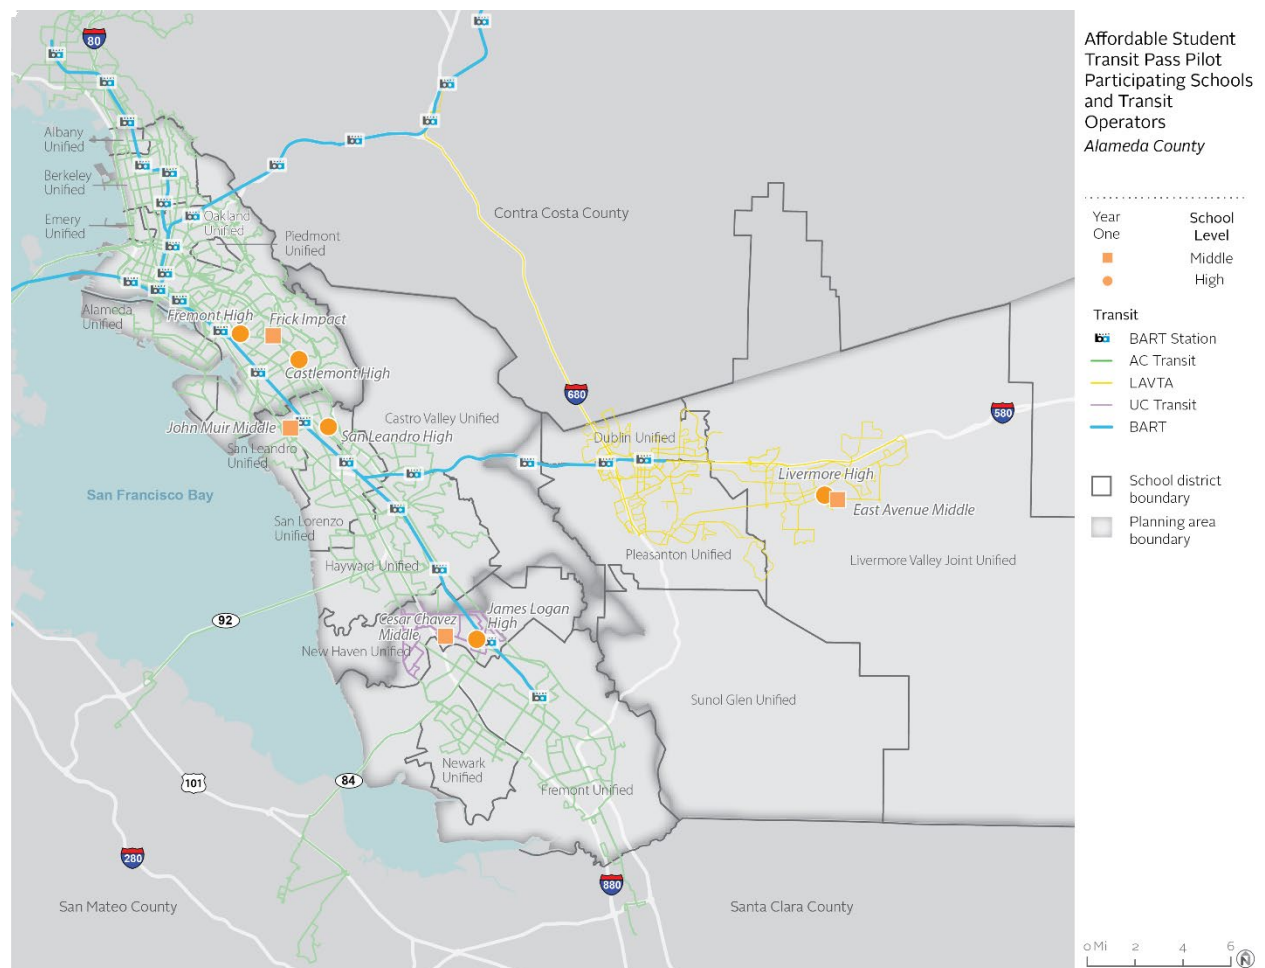 Affordable Student
Transit Pass Pilot
Participating Schools
and Transit
Operators
Alameda County
Year
One
School
Level
Middle
High
Transit
BART Station
AC Transit
LAVTA
UC Transit
BART
School district
boundary
Planning area
boundary
0 Mi 2 4 6
N
80
Albany
Unified
Berkeley
Unified
Emery
Unified
Oakland
Unified
Piedmont
Unified
Contra Costa County
Alameda
Unified
Fremont High
Frick Impact
Castlemont High
680
580
John Muir Middle
Castro Valley Unified
San Leandro High
San Leandro
Unified
Dublin Unified
Livermore High
East Avenue Middle
San Francisco Bay
San Lorenzo
Unified
Hayward Unified
Pleasanton Unified
Livermore Valley Joint Unified
92
Cesar Chavez
Middle
James Logan
High
New Haven Unified
Sunol Glen Unified
101
84
Newark
Unified
Fremont Unified
280
880
San Mateo County
Santa Clara County